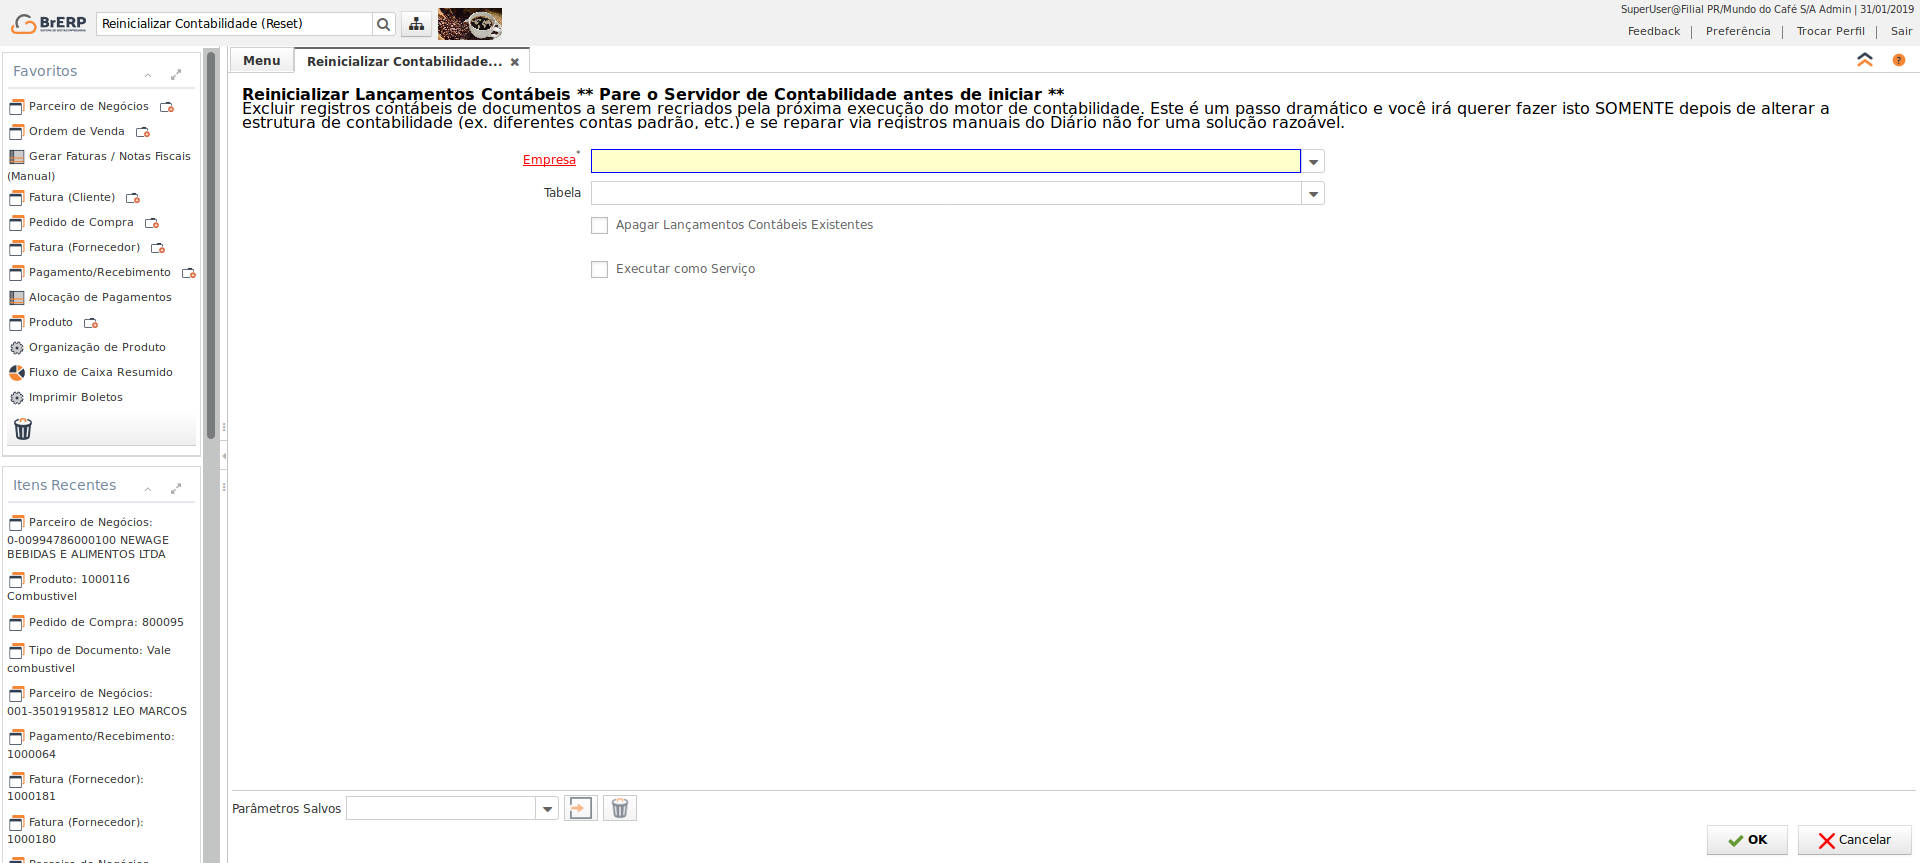 BrERP
Reinicializar Contabilidade (Reset)
SuperUser@Filial PR/Mundo do Café S/A Admin | 31/01/2019
Feedback | Preferência | Trocar Perfil | Sair
Favoritos
Parceiro de Negócios
Ordem de Venda
Gerar Faturas / Notas Fiscais
(Manual)
Fatura (Cliente)
Pedido de Compra
Fatura (Fornecedor)
Pagamento/Recebimento
Alocação de Pagamentos
Produto
Organização de Produto
Fluxo de Caixa Resumido
Imprimir Boletos
Itens Recentes
Parceiro de Negócios:
0-00994786000100 NEWAGE
BEBIDAS E ALIMENTOS LTDA
Produto: 1000116
Combustivel
Pedido de Compra: 800095
Tipo de Documento: Vale
combustivel
Parceiro de Negócios:
001-35019195812 LEO MARCOS
Pagamento/Recebimento:
1000064
Fatura (Fornecedor):
1000181
Fatura (Fornecedor):
1000180
Parceiro de Negócios
Menu
Reinicializar Contabilidade...
?
Reinicializar Lançamentos Contábeis ** Pare o Servidor de Contabilidade antes de iniciar **
Excluir registros contábeis de documentos a serem recriados pela próxima execução do motor de contabilidade. Este é um passo dramático e você irá querer fazer isto SOMENTE depois de alterar a
estrutura de contabilidade (ex. diferentes contas padrão, etc.) e se reparar via registros manuais do Diário não for uma solução razoável.
Empresa*
Tabela
Apagar Lançamentos Contábeis Existentes
Executar como Serviço
Parâmetros Salvos
OK
Cancelar